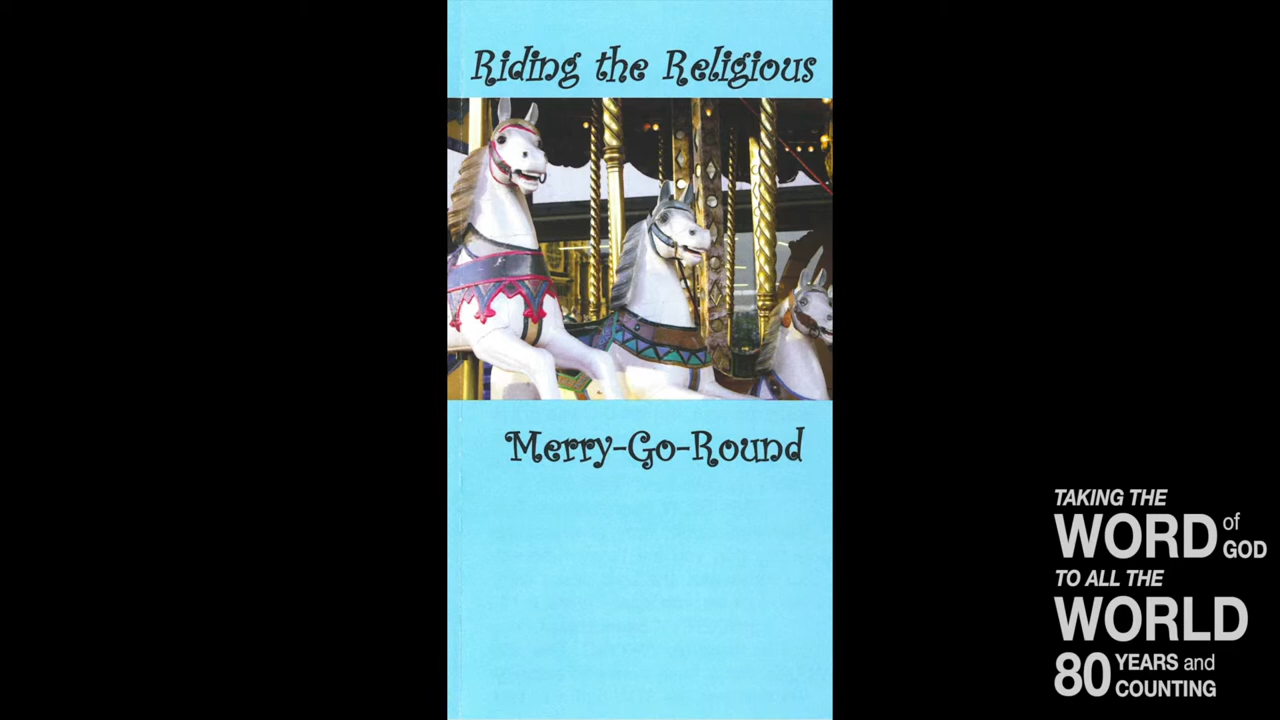 Riding the Religious
Merry-Go-Round
TAKING THE
WORD of GOD
TO ALL THE
WORLD
80 YEARS and COUNTING